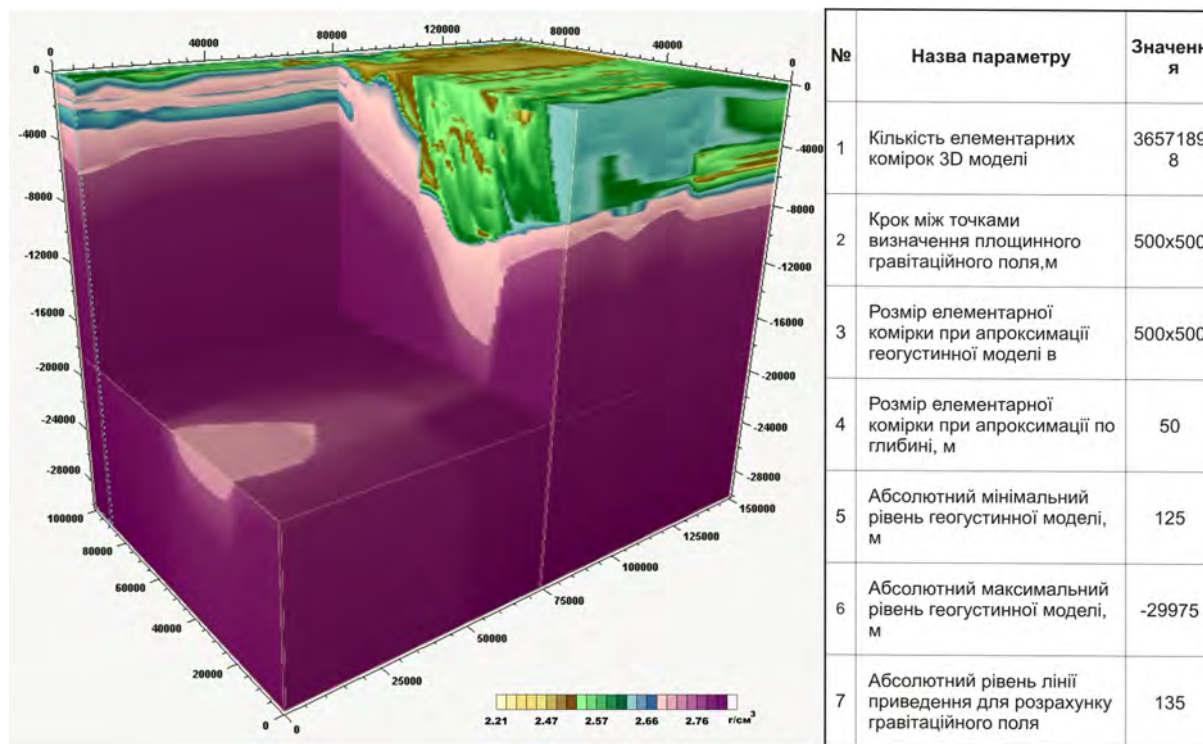 0
40000
80000
120000
80000
40000
0
0
-4000
-8000
-12000
-16000
-20000
-24000
-28000
0
-4000
-8000
-12000
-16000
-20000
-24000
-28000
100000
80000
60000
40000
20000
0
0
25000
50000
75000
100000
125000
150000
2.21 2.47 2.57 2.66 2.76 г/см³
№ Назва параметру Значенн
я
1 Кількість елементарних
комірок 3D моделі
3657189
8
2 Крок між точками
визначення площинного
гравітаційного поля,м
500x500
3 Розмір елементарної
комірки при апроксимації
геогустинної моделі в
500x500
4 Розмір елементарної
комірки при апроксимації по
глибині, м
50
5 Абсолютний мінімальний
рівень геогустинної моделі,
м
125
6 Абсолютний максимальний
рівень геогустинної моделі,
м
-29975
7 Абсолютний рівень лінії
приведення для розрахунку
гравітаційного поля
135